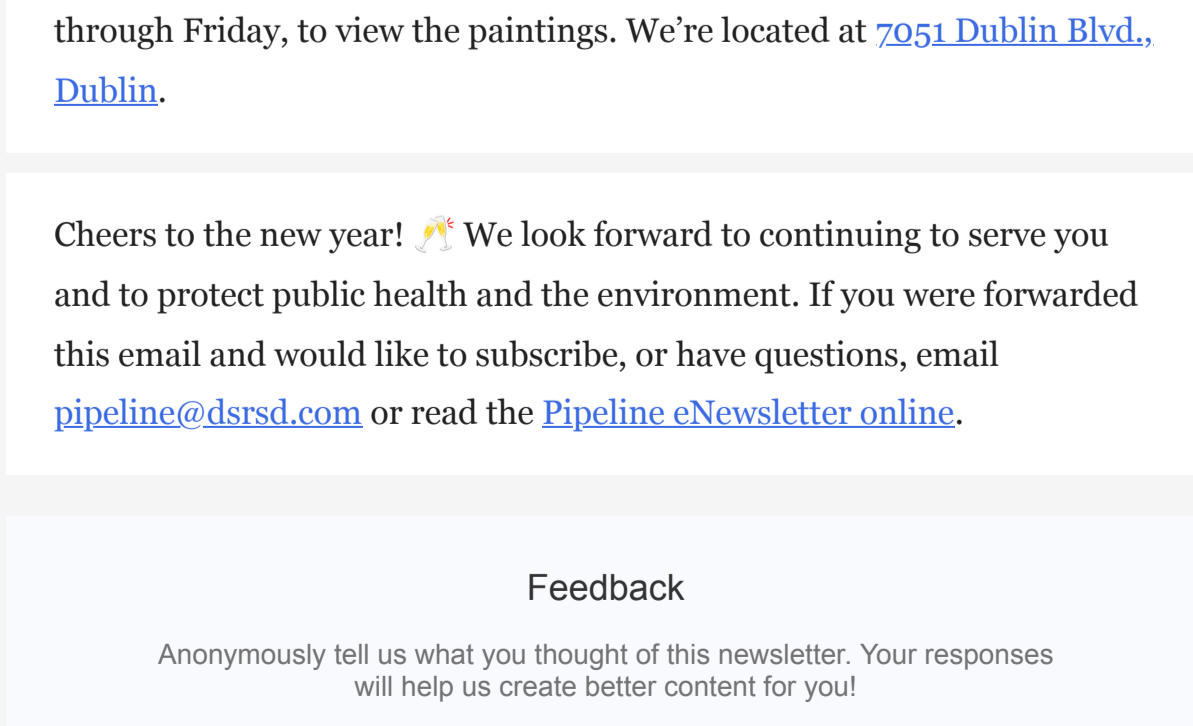 through Friday, to view the paintings. We’re located at 7051 Dublin Blvd.,
Dublin.
Cheers to the new year! 🥂 We look forward to continuing to serve you
and to protect public health and the environment. If you were forwarded
this email and would like to subscribe, or have questions, email
pipeline@dsrsd.com or read the Pipeline eNewsletter online.
Feedback
Anonymously tell us what you thought of this newsletter. Your responses
will help us create better content for you!